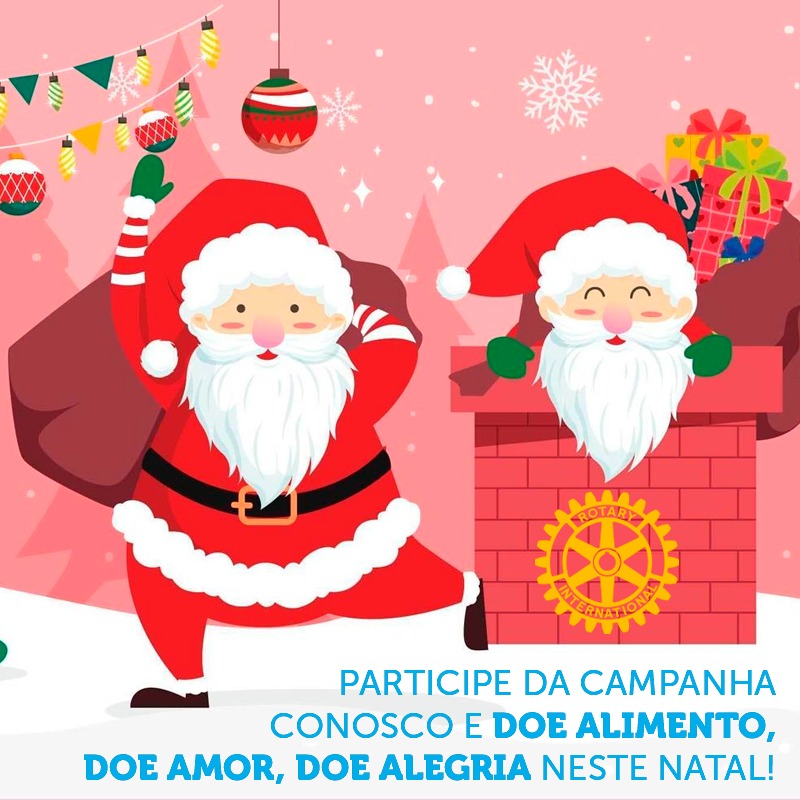 ROTARY
INTERNATIONAL
PARTICIPE DA CAMPANHA
CONOSCO E DOE ALIMENTO,
DOE AMOR, DOE ALEGRIA NESTE NATAL!